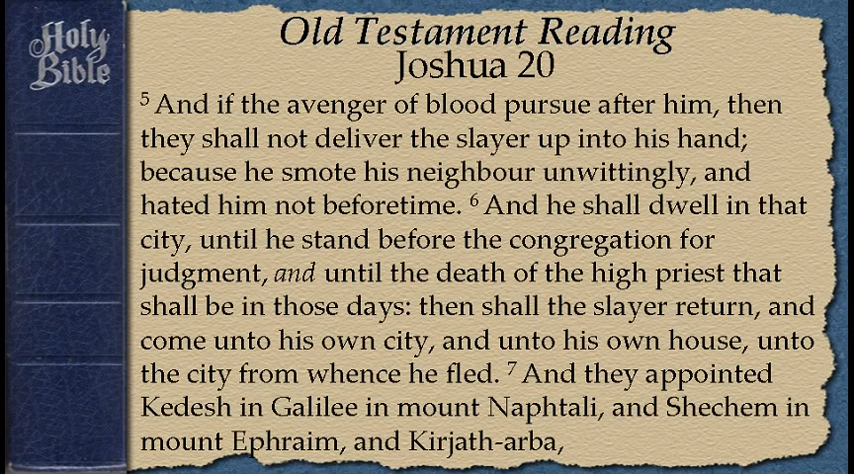 Holy
Bible
Old Testament Reading
Joshua 20
5 And if the avenger of blood pursue after him, then
they shall not deliver the slayer up into his hand;
because he smote his neighbour unwittingly, and
hated him not beforetime. 6 And he shall dwell in that
city, until he stand before the congregation for
judgment, and until the death of the high priest that
shall be in those days: then shall the slayer return, and
come unto his own city, and unto his own house, unto
the city from whence he fled. 7 And they appointed
Kedesh in Galilee in mount Naphtali, and Shechem in
mount Ephraim, and Kirjath-arba,